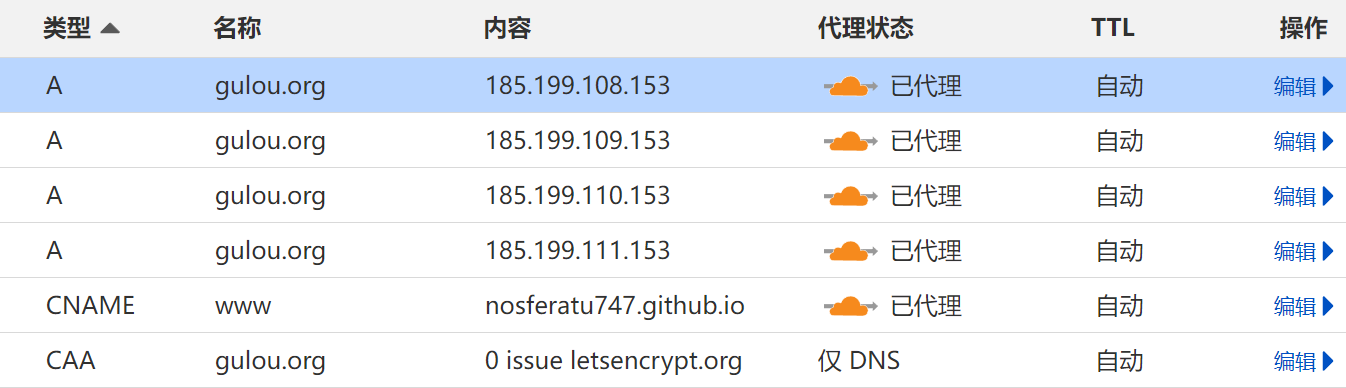 类型 名称 内容 代理状态 TTL 操作
A gulou.org 185.199.108.153 已代理 自动 编辑
A gulou.org 185.199.109.153 已代理 自动 编辑
A gulou.org 185.199.110.153 已代理 自动 编辑
A gulou.org 185.199.111.153 已代理 自动 编辑
CNAME www nosferatu747.github.io 已代理 自动 编辑
CAA gulou.org 0 issue letsencrypt.org 仅 DNS 自动 编辑